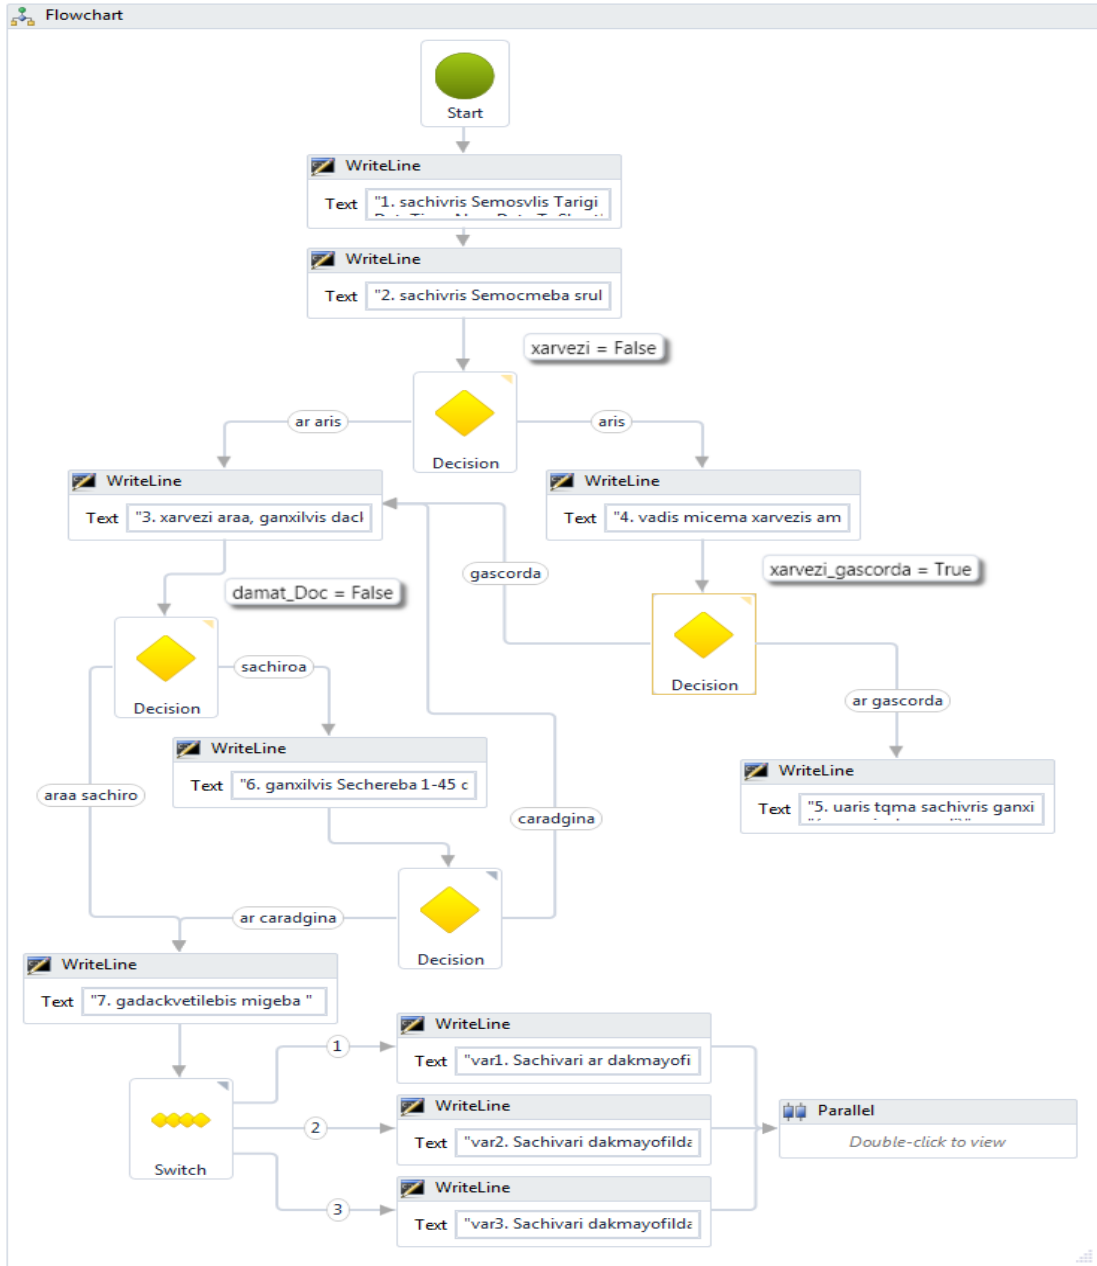 Flowchart
Start
WriteLine
Text "1. sachivris Semosvlis Tarigi
WriteLine
Text "2. sachivris Semocmeba srul
xarvezi = False
ar aris
aris
Decision
WriteLine
Text "3. xarvezi araa, ganxilvis dacl
WriteLine
Text "4. vadis micema xarvezis am
gascorda
xarvezi_gascorda = True
damat_Doc = False
sachiroa
Decision
Decision
ar gascorda
WriteLine
Text "6. ganxilvis Sechereba 1-45 c
araa sachiro
caradgina
WriteLine
Text "5. uaris tqma sachivris ganxi
ar caradgina
Decision
WriteLine
Text "7. gadackvetilebis migeba "
1
WriteLine
Text "var1. Sachivari ar dakmayofi
2
WriteLine
Text "var2. Sachivari dakmayofilda
Parallel
Double-click to view
Switch
3
WriteLine
Text "var3. Sachivari dakmayofilda